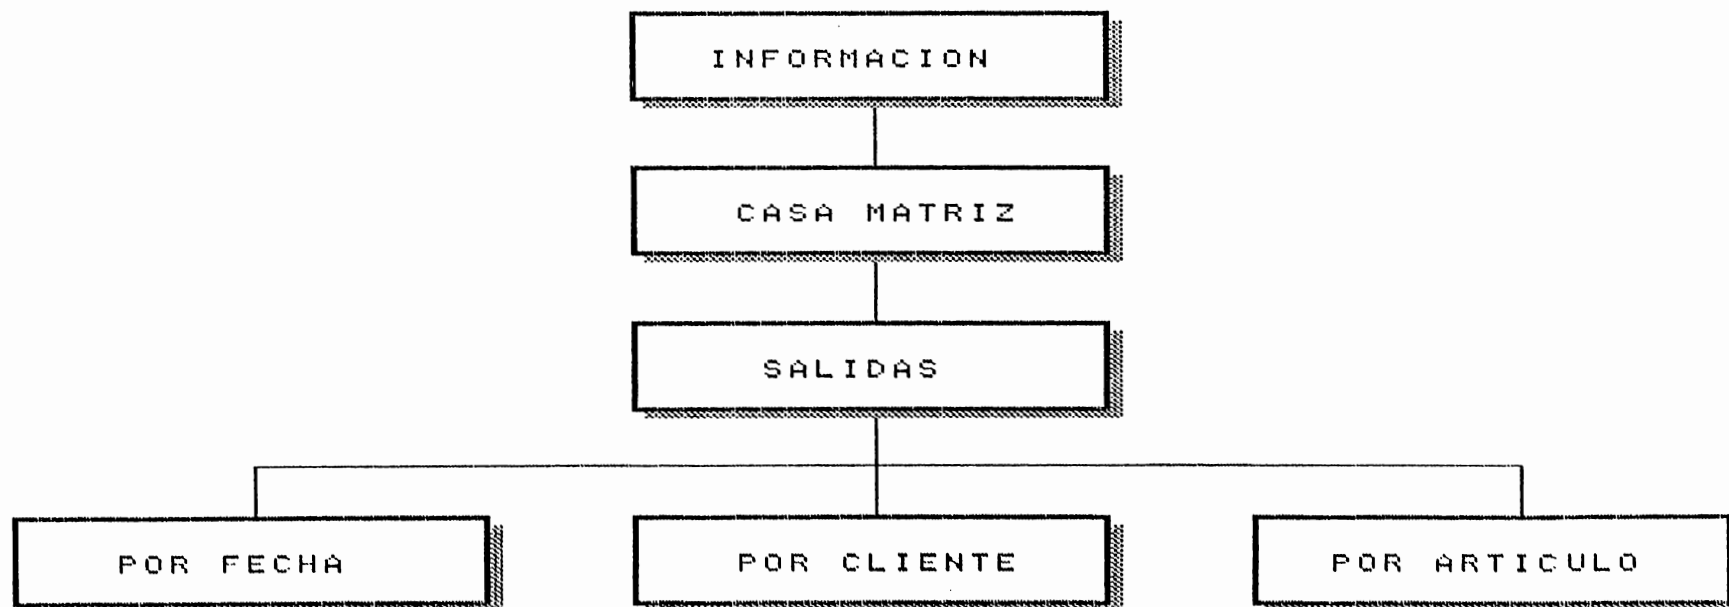 INFORMACION
CASA MATRIZ
SALIDAS
POR FECHA
POR CLIENTE
POR ARTICULO